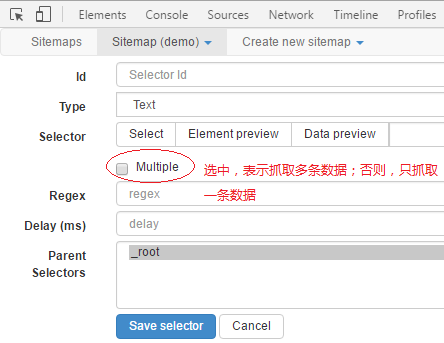 Elements Console Sources Network Timeline Profiles
Sitemaps Sitemap (demo) Create new sitemap
Id Selector Id
Type Text
Selector Select Element preview Data preview
Multiple 选中，表示抓取多条数据；否则，只抓取
Regex regex 一条数据
Delay (ms) delay
Parent _root
Selectors
Save selector Cancel